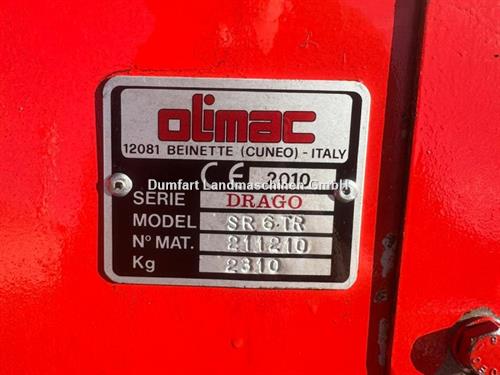 olimac
12081 BEINETTE (CUNEO) - ITALY
CE 2010
Dumfart Landmaschinen GmbH
SERIE DRAGO
MODEL SR 6-TR
N° MAT. 211210
Kg 2310